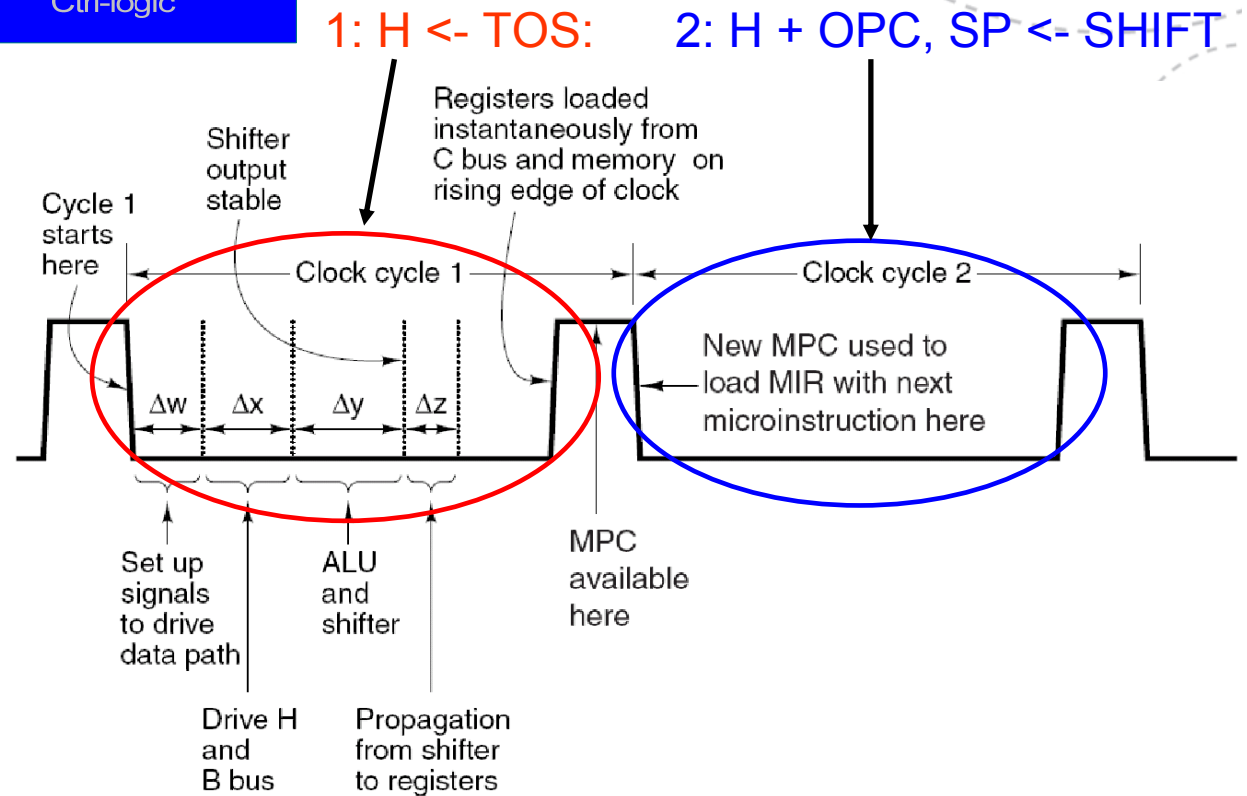 Ctrl-logic
1: H <- TOS:
2: H + OPC, SP <- SHIFT
Registers loaded
instantaneously from
C bus and memory on
rising edge of clock
Shifter
output
stable
Cycle 1
starts
here
Clock cycle 1
Clock cycle 2
New MPC used to
load MIR with next
microinstruction here
Δw
Δx
Δy
Δz
Set up
signals
to drive
data path
ALU
and
shifter
MPC
available
here
Drive H
and
B bus
Propagation
from shifter
to registers